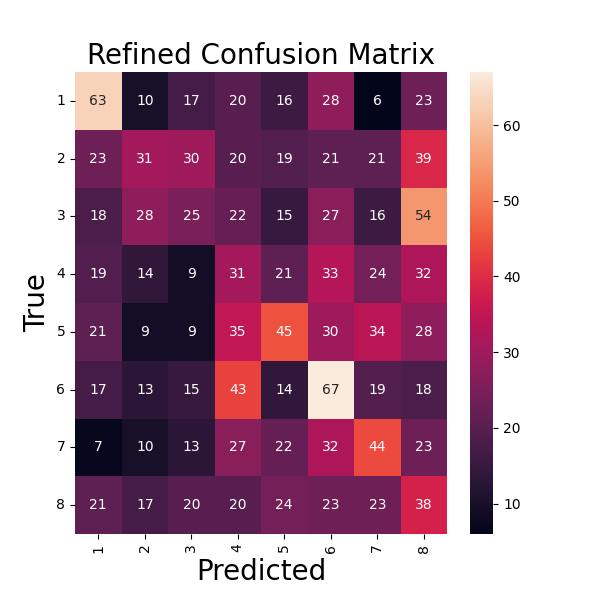 Refined Confusion Matrix
1 63 10 17 20 16 28 6 23
2 23 31 30 20 19 21 21 39
3 18 28 25 22 15 27 16 54
4 19 14 9 31 21 33 24 32
5 21 9 9 35 45 30 34 28
6 17 13 15 43 14 67 19 18
7 7 10 13 27 22 32 44 23
8 21 17 20 20 24 23 23 38
1 2 3 4 5 6 7 8
True
Predicted
60
50
40
30
20
10